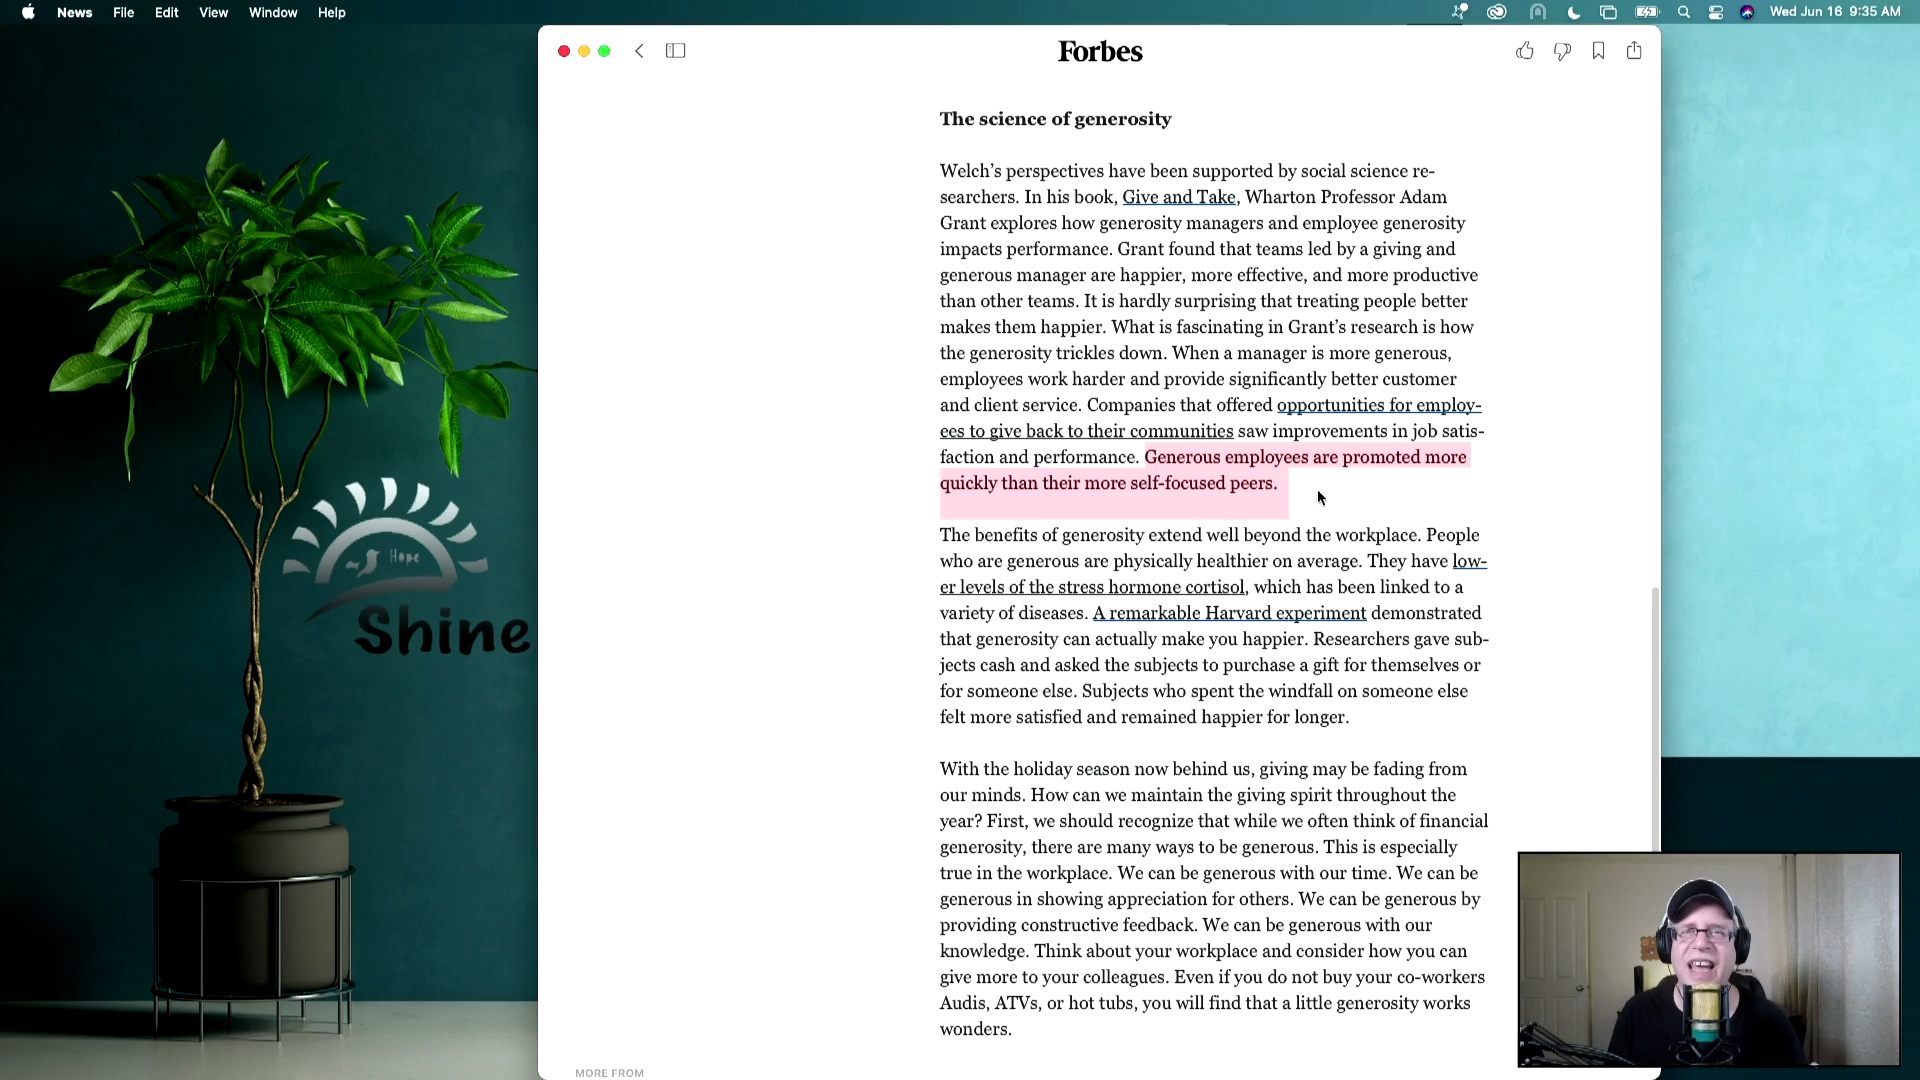 News File Edit View Window Help
Wed Jun 16 9:35 AM
Forbes
The science of generosity
Welch’s perspectives have been supported by social science re-
searchers. In his book, Give and Take, Wharton Professor Adam
Grant explores how generosity managers and employee generosity
impacts performance. Grant found that teams led by a giving and
generous manager are happier, more effective, and more productive
than other teams. It is hardly surprising that treating people better
makes them happier. What is fascinating in Grant’s research is how
the generosity trickles down. When a manager is more generous,
employees work harder and provide significantly better customer
and client service. Companies that offered opportunities for employ-
ees to give back to their communities saw improvements in job satis-
faction and performance. Generous employees are promoted more
quickly than their more self-focused peers.
The benefits of generosity extend well beyond the workplace. People
who are generous are physically healthier on average. They have low-
er levels of the stress hormone cortisol, which has been linked to a
variety of diseases. A remarkable Harvard experiment demonstrated
that generosity can actually make you happier. Researchers gave sub-
jects cash and asked the subjects to purchase a gift for themselves or
for someone else. Subjects who spent the windfall on someone else
felt more satisfied and remained happier for longer.
With the holiday season now behind us, giving may be fading from
our minds. How can we maintain the giving spirit throughout the
year? First, we should recognize that while we often think of financial
generosity, there are many ways to be generous. This is especially
true in the workplace. We can be generous with our time. We can be
generous in showing appreciation for others. We can be generous by
providing constructive feedback. We can be generous with our
knowledge. Think about your workplace and consider how you can
give more to your colleagues. Even if you do not buy your co-workers
Audis, ATVs, or hot tubs, you will find that a little generosity works
wonders.
MORE FROM
Hope
Shine